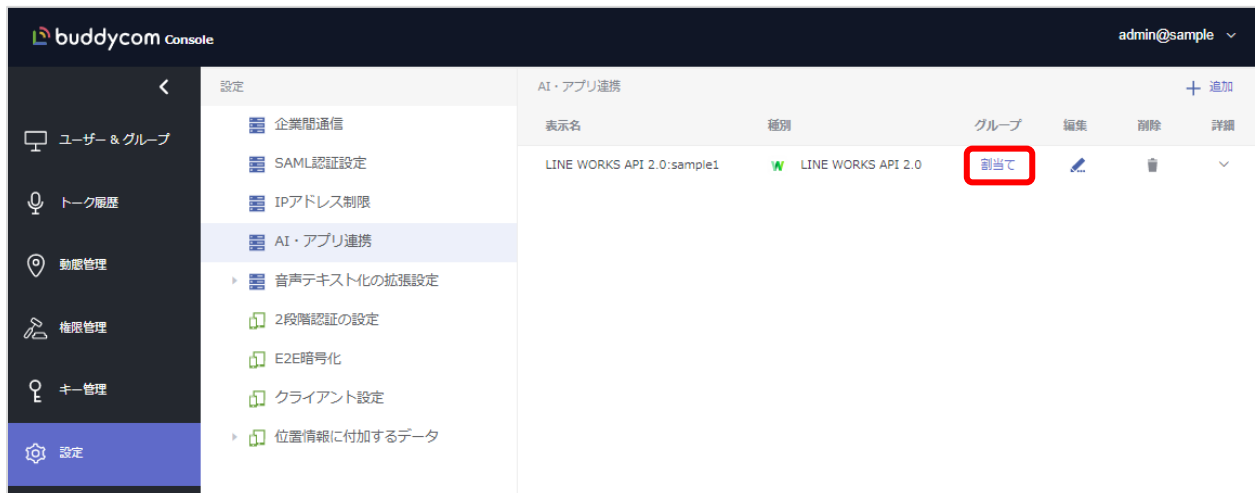 buddycom Console
admin@sample
ユーザー & グループ
トーク履歴
動態管理
権限管理
キー管理
設定
設定
企業間通信
SAML認証設定
IPアドレス制限
AI・アプリ連携
音声テキスト化の拡張設定
2段階認証の設定
E2E暗号化
クライアント設定
位置情報に付加するデータ
AI・アプリ連携
追加
表示名 種別 グループ 編集 削除 詳細
LINE WORKS API 2.0:sample1 LINE WORKS API 2.0 割当て